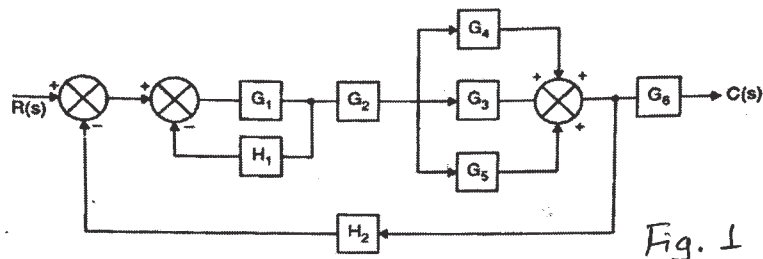 G₄
+ + + +
R(s) G₁ G₂ G₃ G₆ C(s)
− − +
H₁ G₅
H₂
Fig. 1